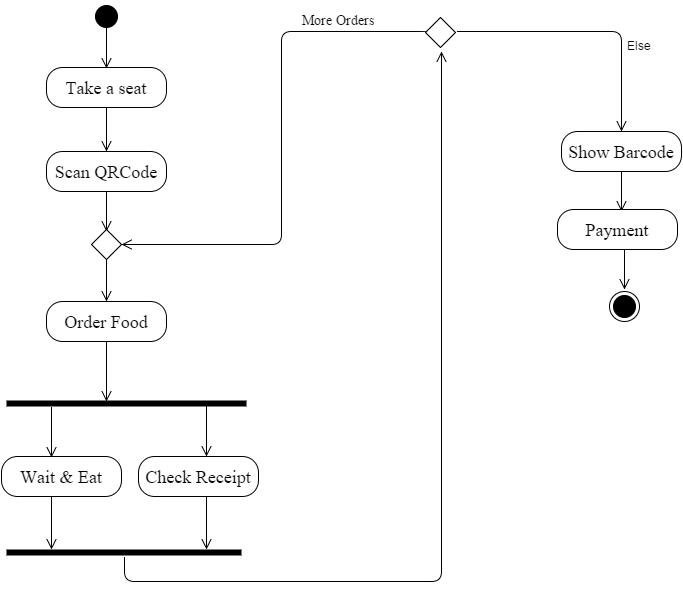 More Orders
Else
Take a seat
Show Barcode
Scan QRCode
Payment
Order Food
Wait & Eat
Check Receipt